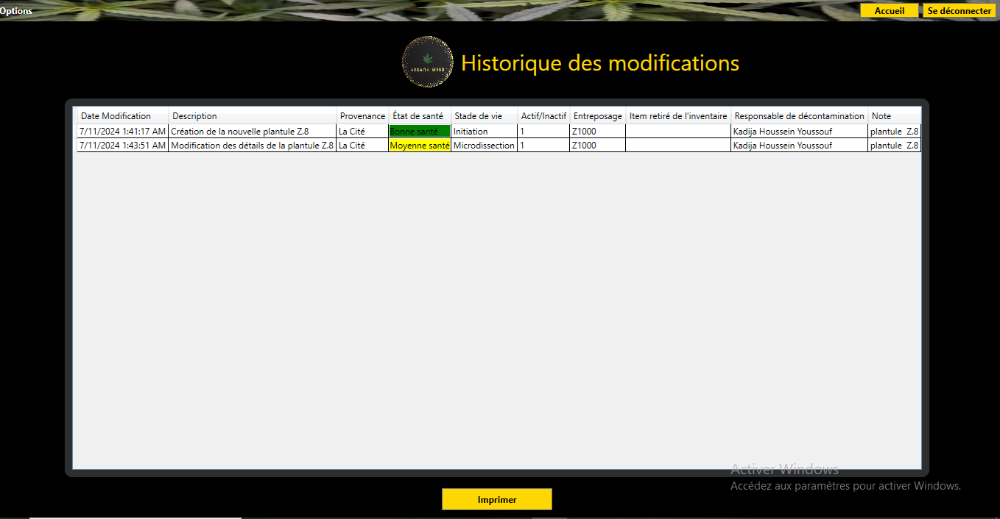 Options
Accueil
Se déconnecter
ARGANA WEED
Historique des modifications
Date Modification Description Provenance État de santé Stade de vie Actif/Inactif Entreposage Item retiré de l'inventaire Responsable de décontamination Note
7/11/2024 1:41:17 AM Création de la nouvelle plantule Z.8 La Cité Bonne santé Initiation 1 Z1000 Kadija Houssein Youssouf plantule Z.8
7/11/2024 1:43:51 AM Modification des détails de la plantule Z.8 La Cité Moyenne santé Microdissection 1 Z1000 Kadija Houssein Youssouf plantule Z.8
Activer Windows
Accédez aux paramètres pour activer Windows.
Imprimer